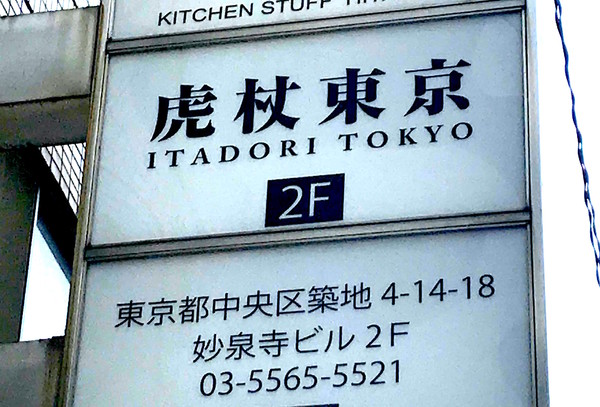 KITCHEN STUFF
虎杖東京
ITADORI TOKYO
2F
東京都中央区築地 4-14-18
妙泉寺ビル 2F
03-5565-5521